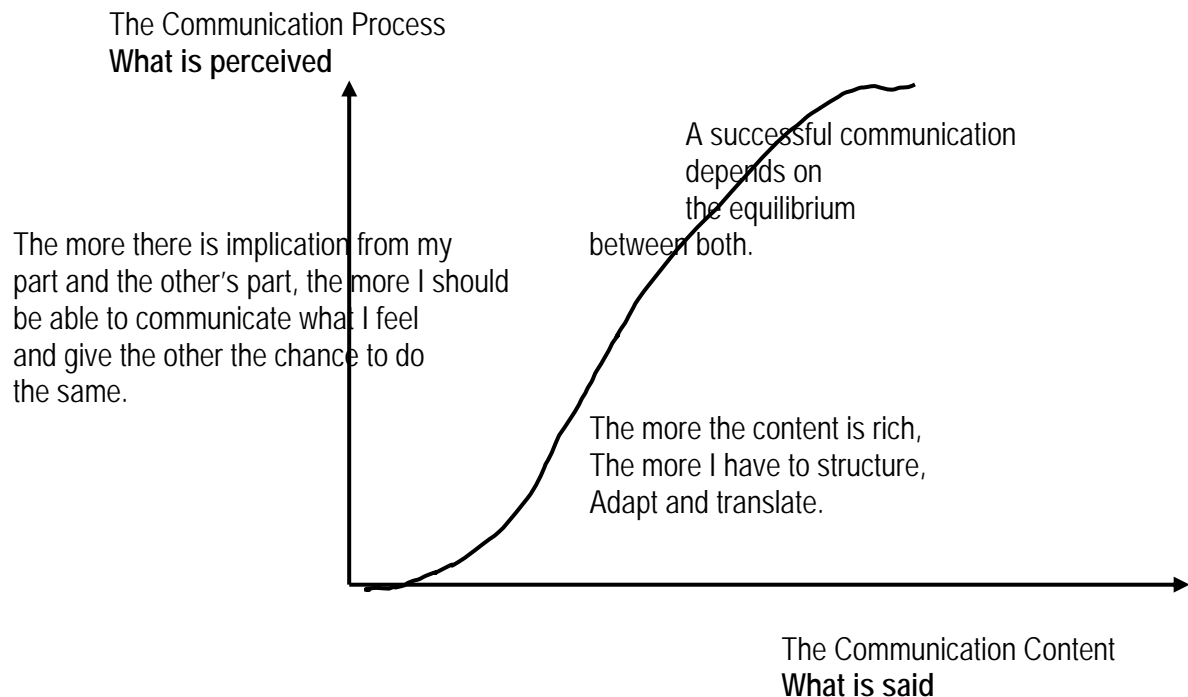 The Communication Process
What is perceived
A successful communication
depends on
the equilibrium
between both.
The more there is implication from my
part and the other's part, the more I should
be able to communicate what I feel
and give the other the chance to do
the same.
The more the content is rich,
The more I have to structure,
Adapt and translate.
The Communication Content
What is said